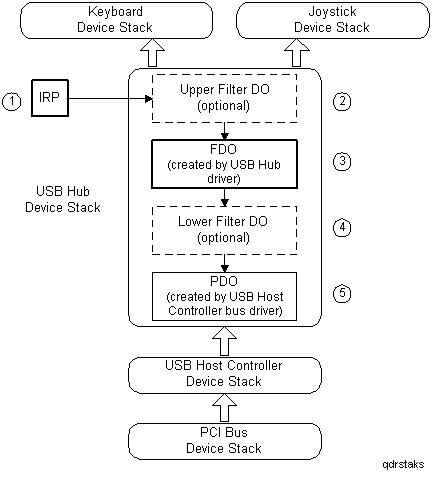 Keyboard
Device Stack
Joystick
Device Stack
1
IRP
Upper Filter DO
(optional)
2
FDO
(created by USB Hub
driver)
3
USB Hub
Device Stack
Lower Filter DO
(optional)
4
PDO
(created by USB Host
Controller bus driver)
5
USB Host Controller
Device Stack
PCI Bus
Device Stack
qdrstaks